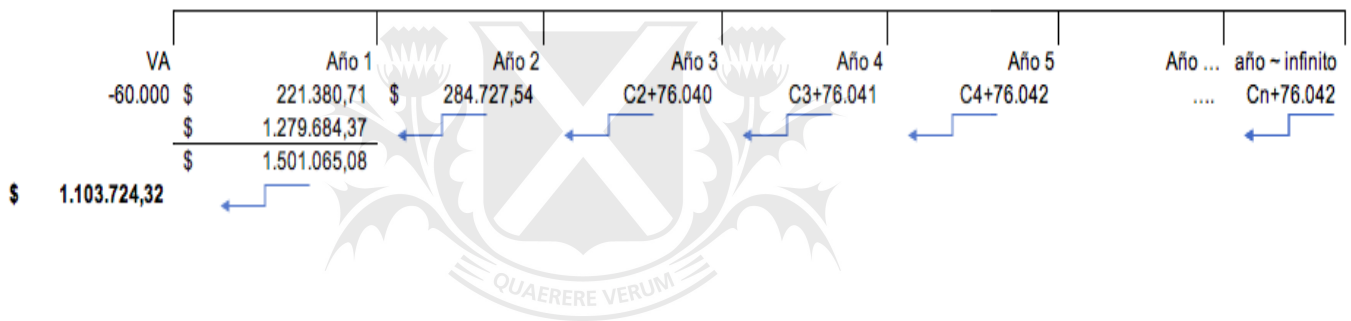 VA Año 1 Año 2 Año 3 Año 4 Año 5 Año ... año ~ infinito
-60.000 $ 221.380,71 $ 284.727,54 C2+76.040 C3+76.041 C4+76.042 .... Cn+76.042
$ 1.279.684,37
$ 1.501.065,08
$ 1.103.724,32
QUAERERE VERUM